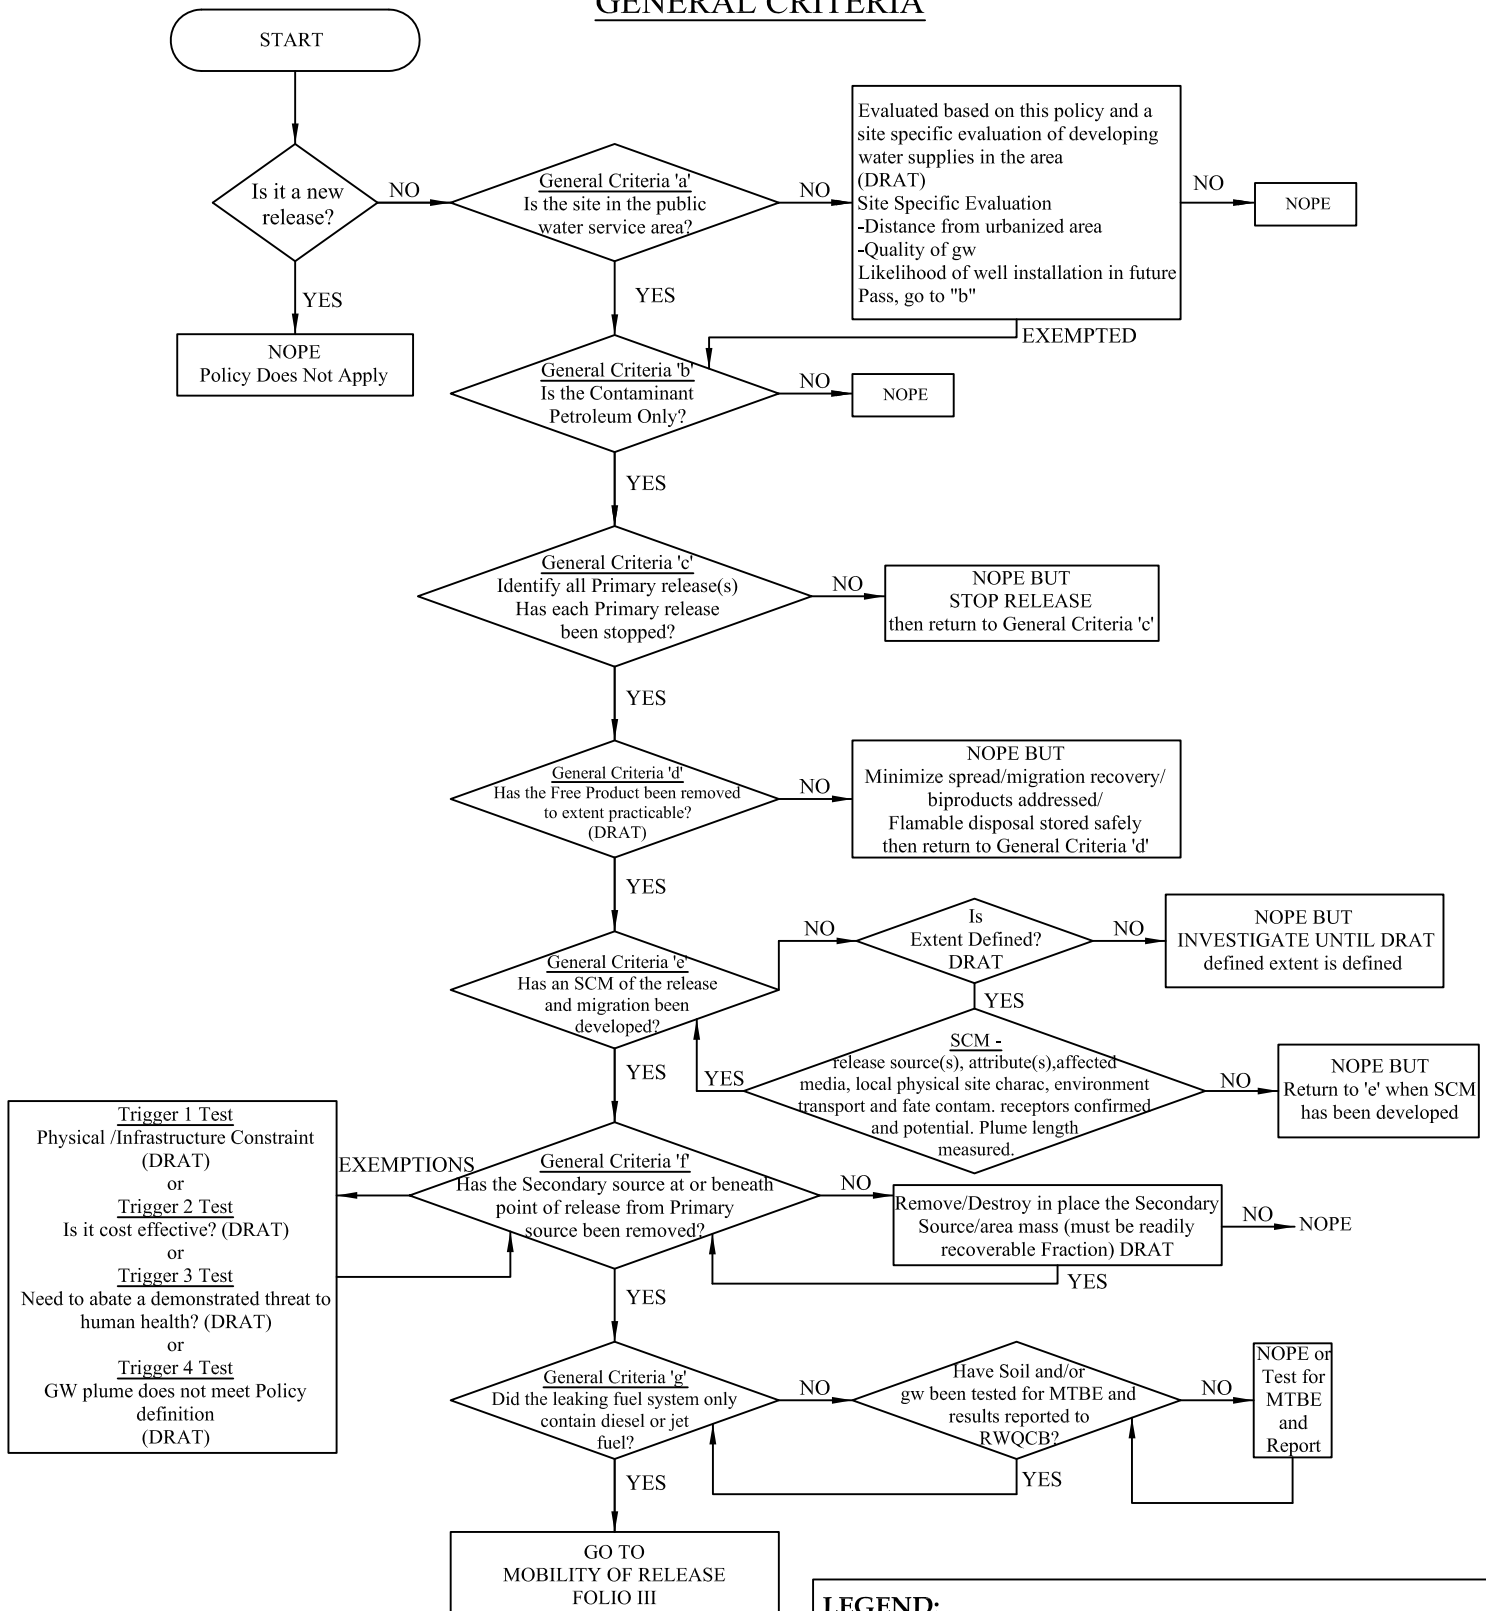 GENERAL CRITERIA
START
Is it a new
release?
NO
YES
NOPE
Policy Does Not Apply
General Criteria 'a'
Is the site in the public
water service area?
NO
YES
Evaluated based on this policy and a
site specific evaluation of developing
water supplies in the area
(DRAT)
Site Specific Evaluation
-Distance from urbanized area
-Quality of gw
Likelihood of well installation in future
Pass, go to "b"
NO
NOPE
EXEMPTED
General Criteria 'b'
Is the Contaminant
Petroleum Only?
NO
NOPE
YES
General Criteria 'c'
Identify all Primary release(s)
Has each Primary release
been stopped?
NO
NOPE BUT
STOP RELEASE
then return to General Criteria 'c'
YES
General Criteria 'd'
Has the Free Product been removed
to extent practicable?
(DRAT)
NO
NOPE BUT
Minimize spread/migration recovery/
biproducts addressed/
Flamable disposal stored safely
then return to General Criteria 'd'
YES
General Criteria 'e'
Has an SCM of the release
and migration been
developed?
NO
Is
Extent Defined?
DRAT
NO
NOPE BUT
INVESTIGATE UNTIL DRAT
defined extent is defined
YES
SCM -
release source(s), attribute(s),affected
media, local physical site charac, environment
transport and fate contam. receptors confirmed
and potential. Plume length
measured.
YES
NO
NOPE BUT
Return to 'e' when SCM
has been developed
YES
Trigger 1 Test
Physical /Infrastructure Constraint
(DRAT)
or
Trigger 2 Test
Is it cost effective? (DRAT)
or
Trigger 3 Test
Need to abate a demonstrated threat to
human health? (DRAT)
or
Trigger 4 Test
GW plume does not meet Policy
definition
(DRAT)
EXEMPTIONS
General Criteria 'f'
Has the Secondary source at or beneath
point of release from Primary
source been removed?
NO
Remove/Destroy in place the Secondary
Source/area mass (must be readily
recoverable Fraction) DRAT
NO
NOPE
YES
YES
General Criteria 'g'
Did the leaking fuel system only
contain diesel or jet
fuel?
NO
Have Soil and/or
gw been tested for MTBE and
results reported to
RWQCB?
NO
NOPE or
Test for
MTBE
and
Report
YES
YES
GO TO
MOBILITY OF RELEASE
FOLIO III
LEGEND: